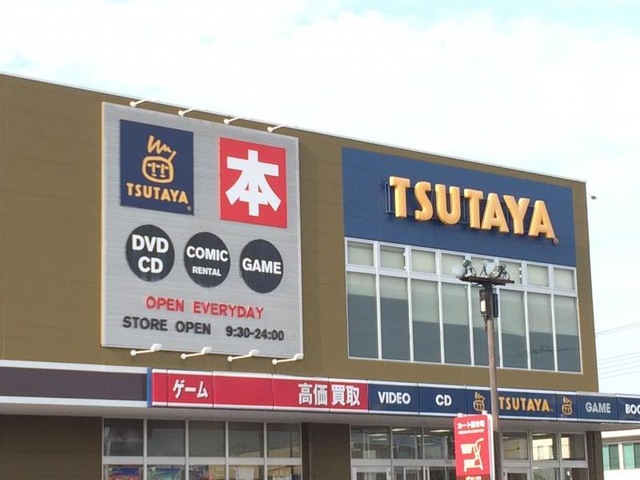 TSUTAYA
本
DVD
CD
COMIC
RENTAL
GAME
OPEN EVERYDAY
STORE OPEN 9:30-24:00
TSUTAYA
ゲーム
高価買取
VIDEO
CD
TSUTAYA
GAME
BOO